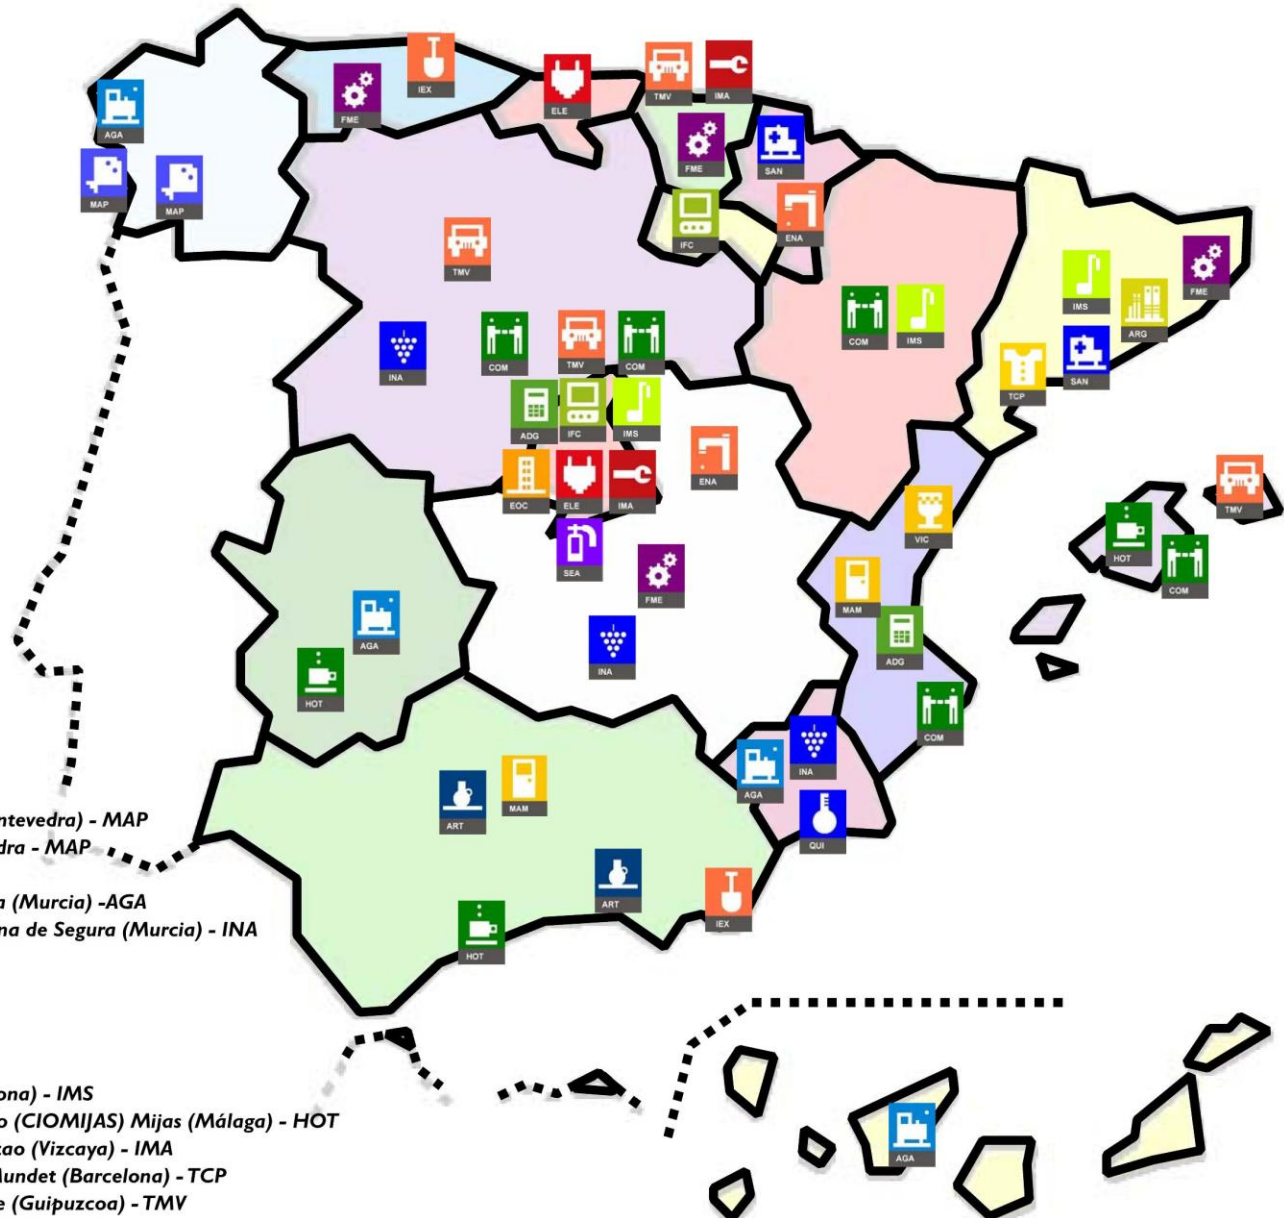 IEX
FME
ELE
TMV
IMA
AGA
FME
SAN
MAP
MAP
IFC
ENA
TMV
IMS
FME
ARG
COM
IMS
INA
COM
TMV
COM
TCP
SAN
ADG
IFC
IMS
ENA
EOC
ELE
IMA
TMV
VIC
HOT
COM
SEA
FME
MAM
AGA
INA
ADG
HOT
COM
INA
AGA
ART
MAM
QUI
ntevedra) - MAP
dra - MAP
ART
IEX
a (Murcia) -AGA
na de Segura (Murcia) - INA
HOT
ona) - IMS
o (CIOMIJAS) Mijas (Málaga) - HOT
zao (Vizcaya) - IMA
Mundet (Barcelona) - TCP
e (Guipuzcoa) - TMV
AGA